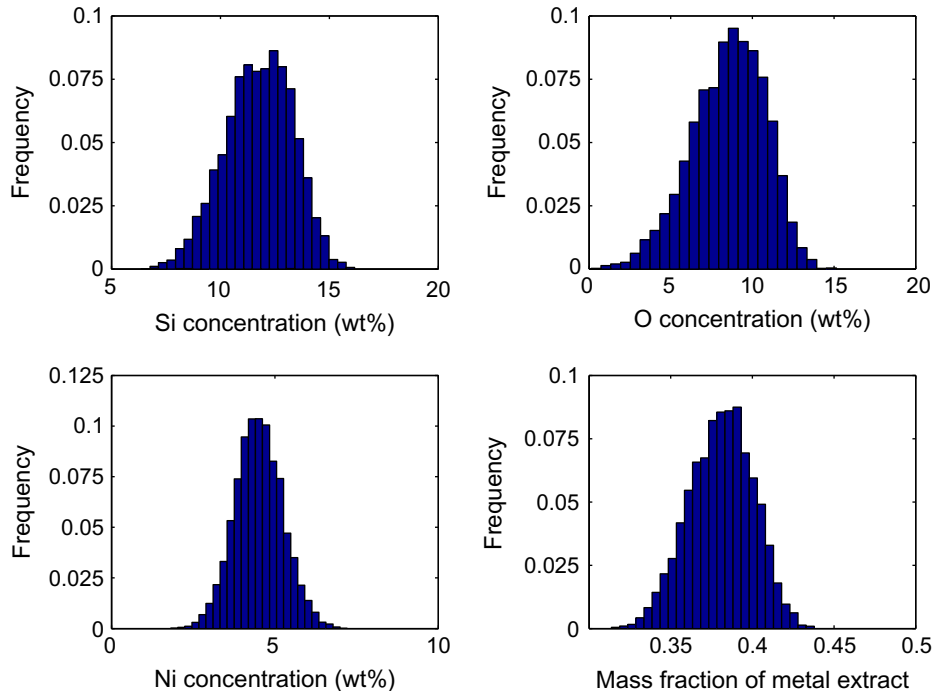 0.1
0.075
0.05
0.025
0
Frequency
5 10 15 20
Si concentration (wt%)
0.1
0.075
0.05
0.025
0
Frequency
0 5 10 15 20
O concentration (wt%)
0.125
0.1
0.075
0.05
0.025
0
Frequency
0 5 10
Ni concentration (wt%)
0.1
0.075
0.05
0.025
0
Frequency
0.35 0.4 0.45 0.5
Mass fraction of metal extract